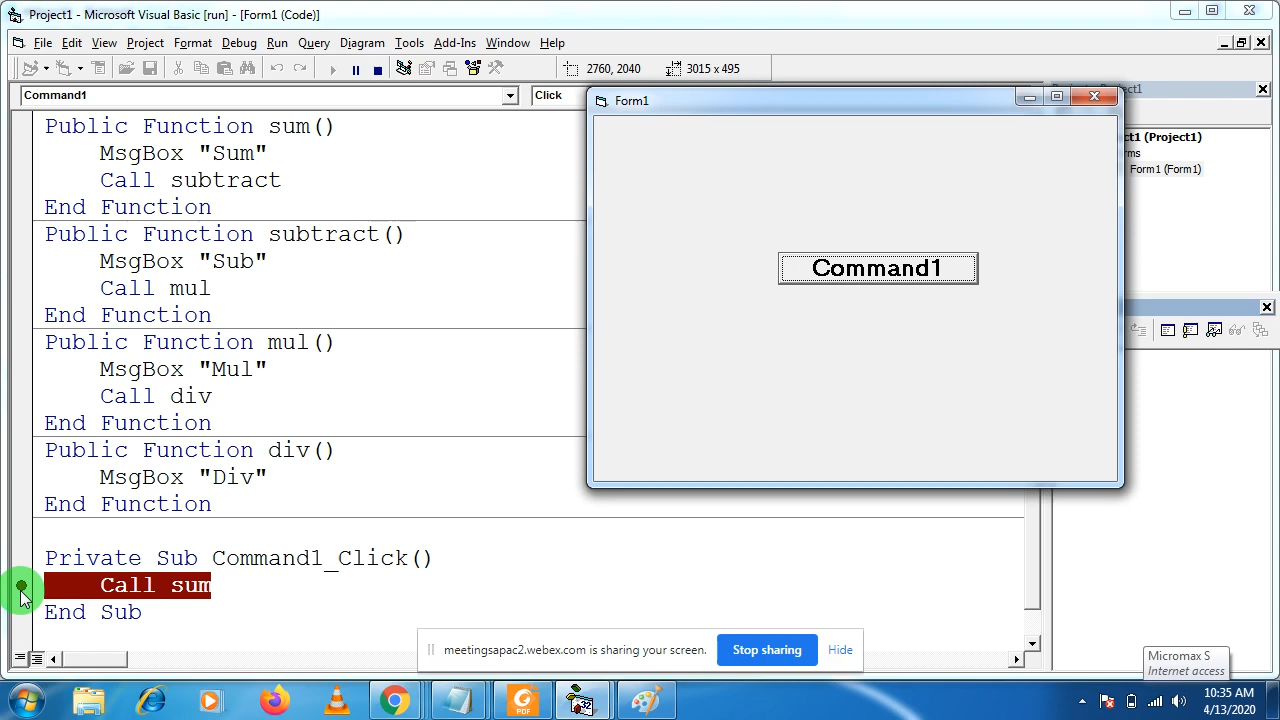 Project1 - Microsoft Visual Basic [run] - [Form1 (Code)]
File Edit View Project Format Debug Run Query Diagram Tools Add-Ins Window Help
2760, 2040 3015 x 495
Command1 Click
Public Function sum()
MsgBox "Sum"
Call subtract
End Function
Public Function subtract()
MsgBox "Sub"
Call mul
End Function
Public Function mul()
MsgBox "Mul"
Call div
End Function
Public Function div()
MsgBox "Div"
End Function
Private Sub Command1_Click()
Call sum
End Sub
Form1
Command1
ct1 (Project1)
rms
Form1 (Form1)
meetingsapac2.webex.com is sharing your screen. Stop sharing Hide
Micromax S
Internet access
PDF
32
10:35 AM
4/13/2020